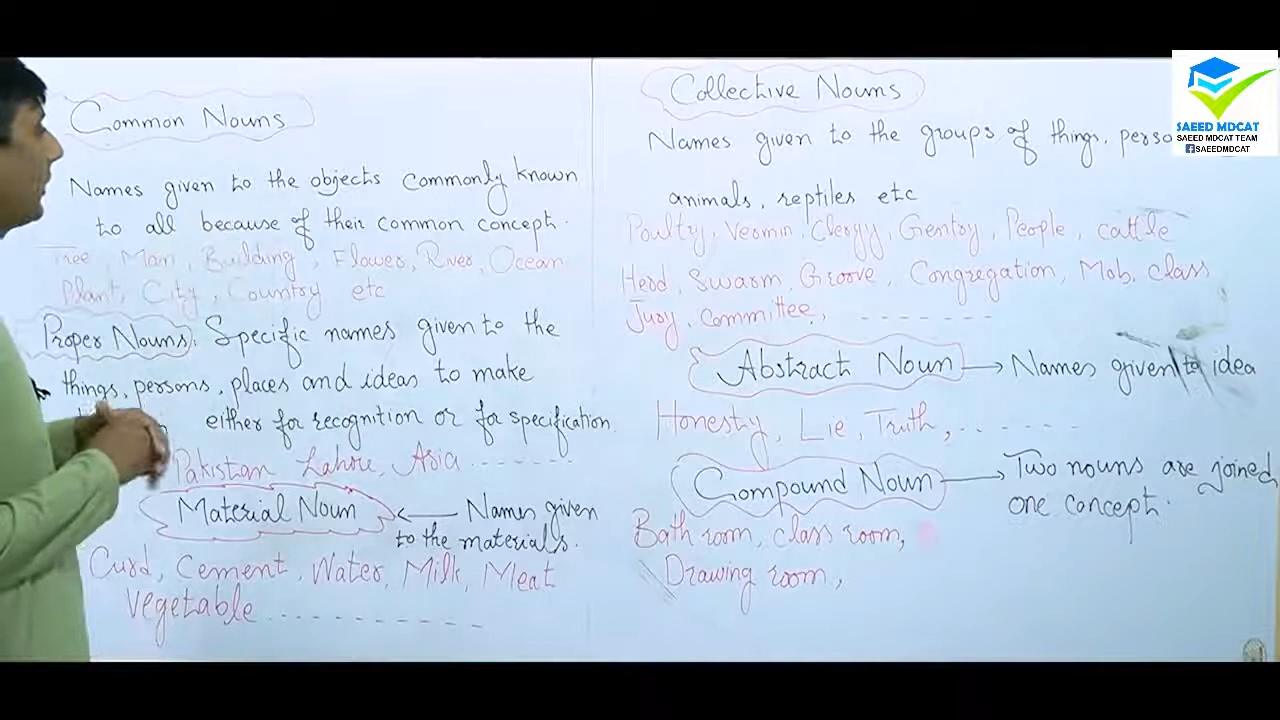 Common Nouns
Names given to the objects commonly known
to all because of their common concept.
Tree, Man, Building, Flower, River, Ocean
Plant, City, Country etc
Proper Nouns. Specific names given to the
things, persons, places and ideas to make
either for recognition or for specification.
Pakistan Lahore, Asia ..........
Material Noun ← Names given
to the materials.
Curd, Cement, Water, Milk, Meat
Vegetable ..............
Collective Nouns
Names given to the groups of things, perso
animals, reptiles etc
Poultry, Vermin, Clergy, Gentry, People, cattle
Herd, Swarm, Groove, Congregation, Mob, class
Jury, Committee, ..........
Abstract Noun → Names given to idea
Honesty, Lie, Truth, ..........
Compound Noun → Two nouns are joined
one concept.
Bath room, class room,
Drawing room,
SAEED MDCAT
SAEED MDCAT TEAM
SAEEDMDCAT